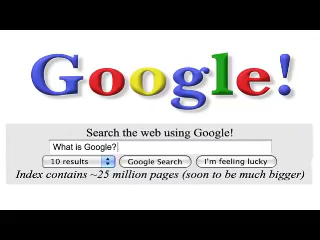 Google!
Search the web using Google!
What is Google?
10 results Google Search I'm feeling lucky
Index contains ~25 million pages (soon to be much bigger)